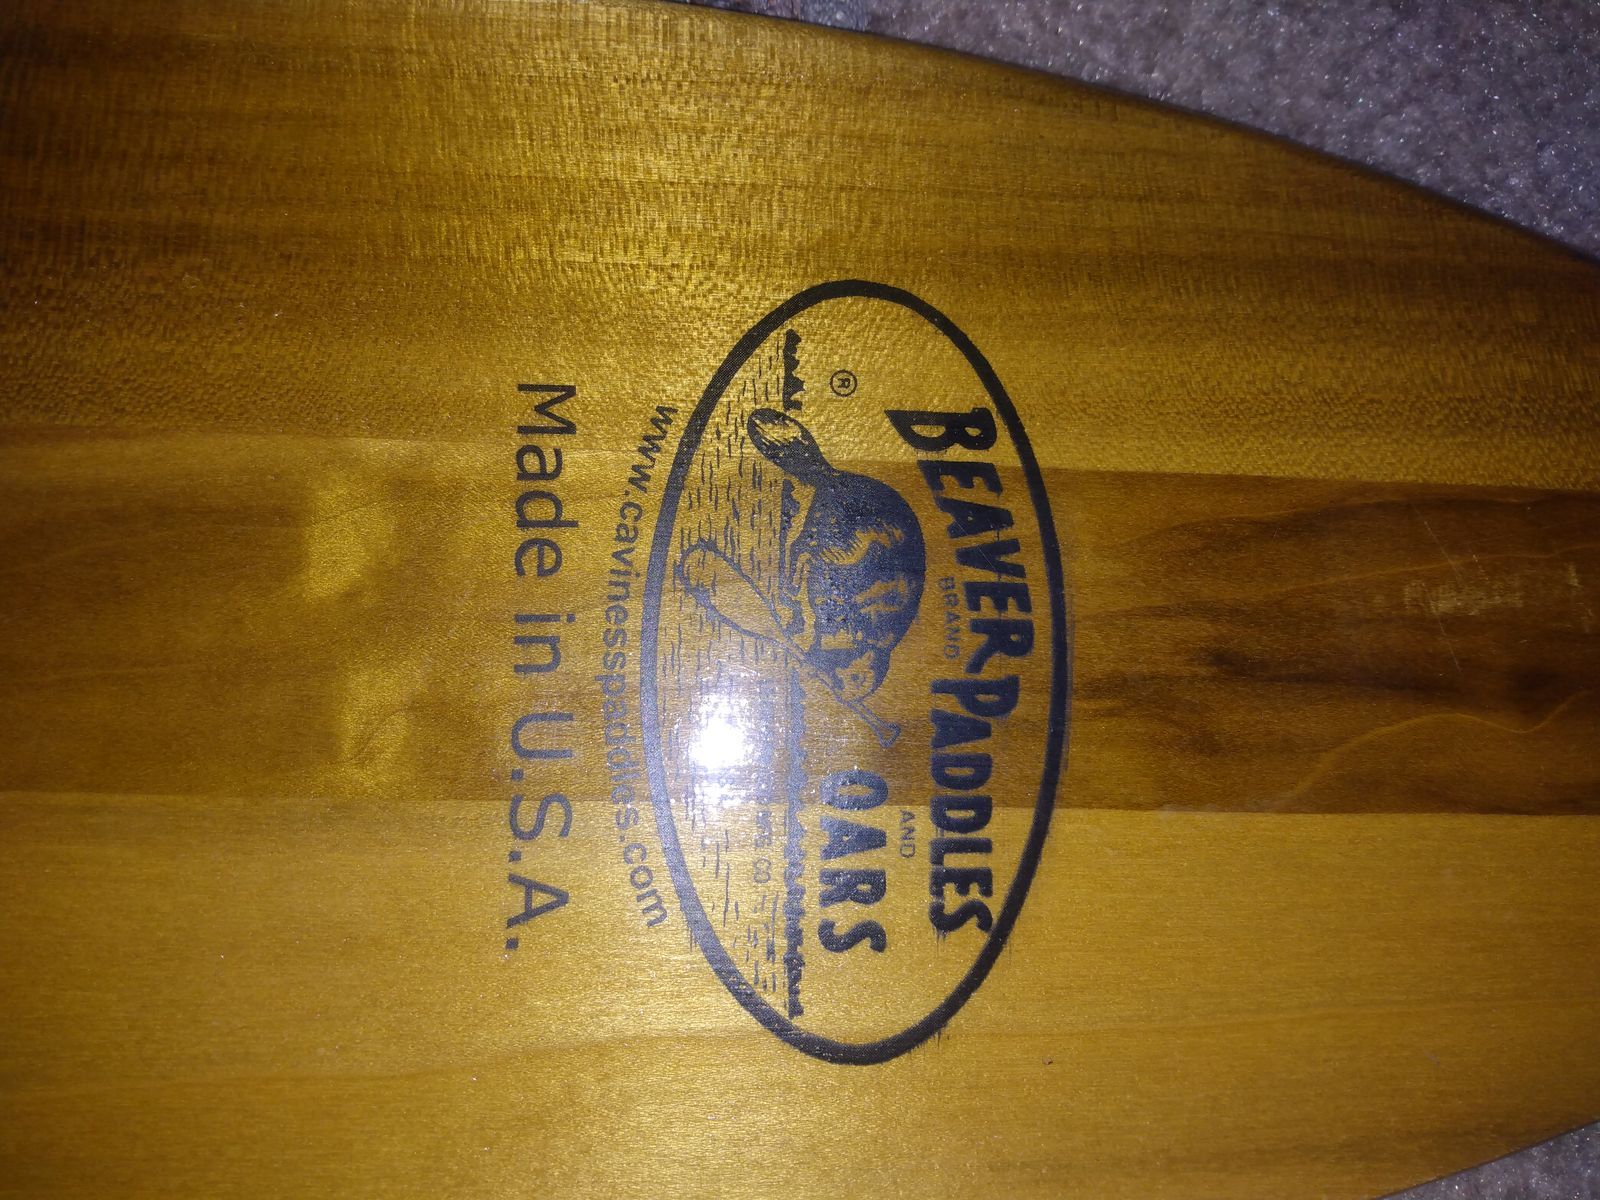 BEAVER PADDLES
BRAND
AND
OARS
®
www.cavinesspaddles.com
Made in U.S.A.